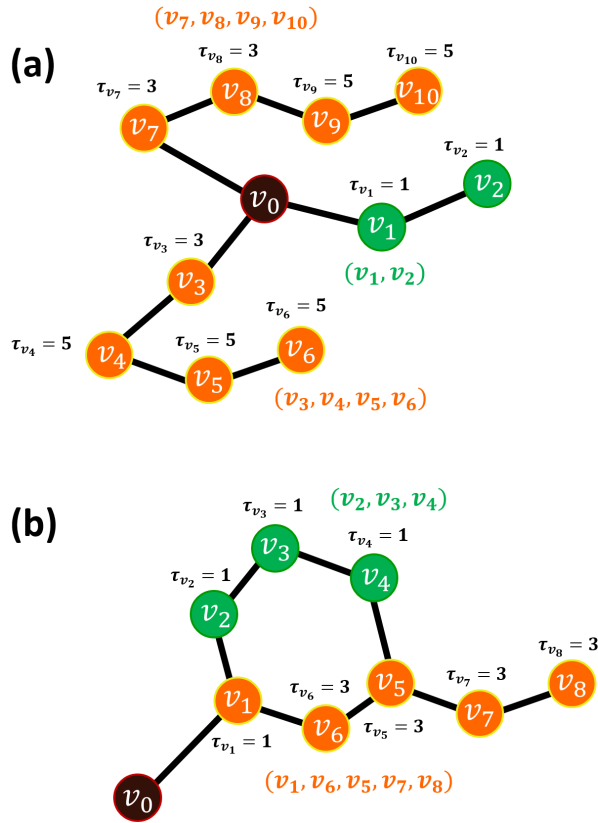 (v₇, v₈, v₉, v₁₀)
(a)
τᵥ₈ = 3
τᵥ₁₀ = 5
τᵥ₇ = 3
τᵥ₉ = 5
v₈
v₁₀
v₇
v₉
τᵥ₂ = 1
v₀
τᵥ₁ = 1
v₂
v₁
τᵥ₃ = 3
(v₁, v₂)
v₃
τᵥ₆ = 5
τᵥ₄ = 5
τᵥ₅ = 5
v₄
v₆
v₅
(v₃, v₄, v₅, v₆)
(b)
(v₂, v₃, v₄)
τᵥ₃ = 1
τᵥ₄ = 1
v₃
τᵥ₂ = 1
v₄
v₂
τᵥ₈ = 3
τᵥ₆ = 3
τᵥ₇ = 3
v₅
v₈
v₁
v₇
v₆
τᵥ₁ = 1
τᵥ₅ = 3
(v₁, v₆, v₅, v₇, v₈)
v₀